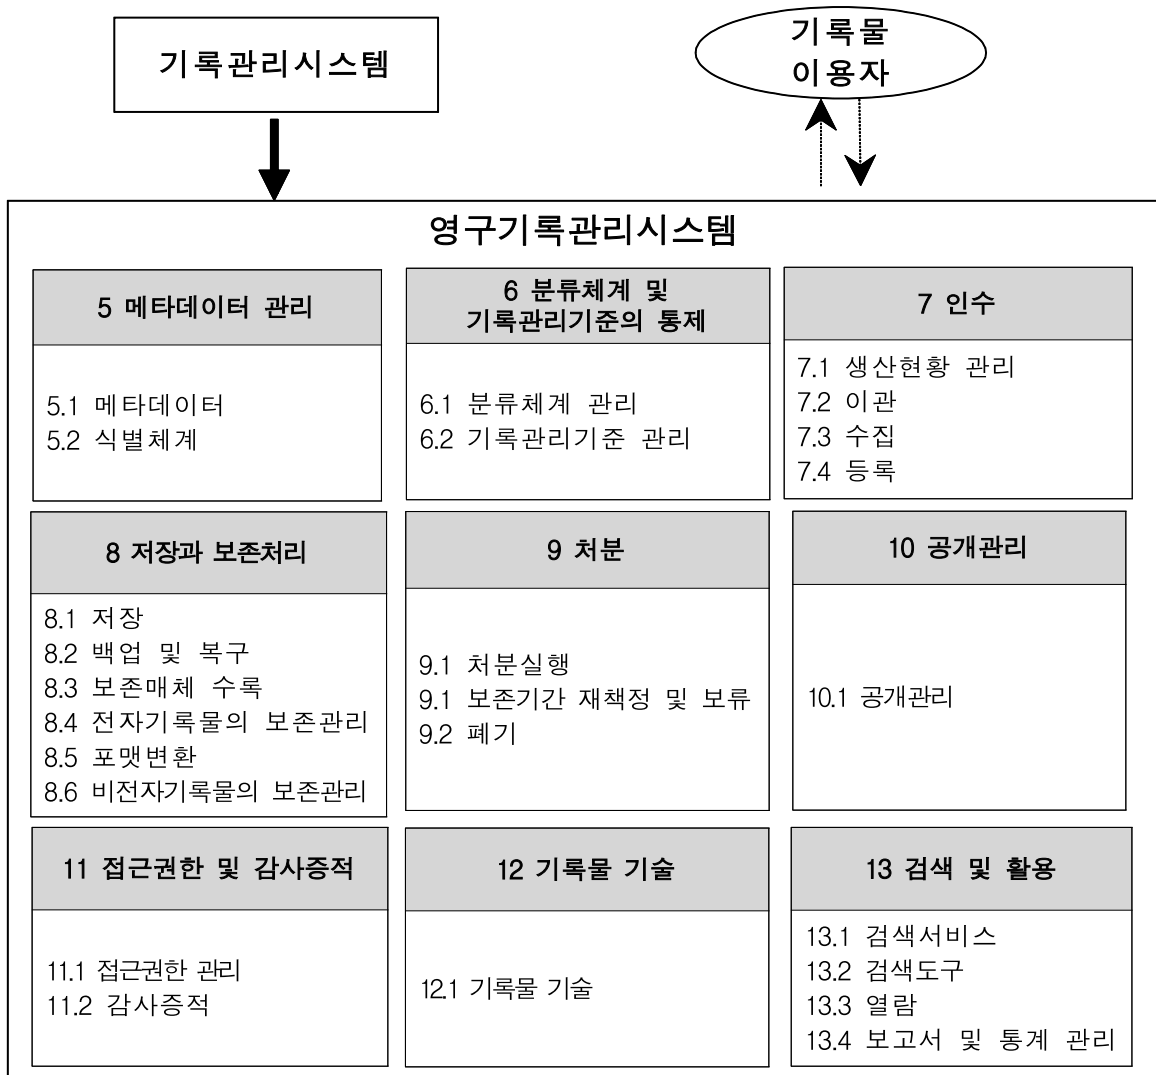 기록관리시스템
기록물
이용자
영구기록관리시스템
5 메타데이터 관리
5.1 메타데이터
5.2 식별체계
6 분류체계 및
기록관리기준의 통제
6.1 분류체계 관리
6.2 기록관리기준 관리
7 인수
7.1 생산현황 관리
7.2 이관
7.3 수집
7.4 등록
8 저장과 보존처리
8.1 저장
8.2 백업 및 복구
8.3 보존매체 수록
8.4 전자기록물의 보존관리
8.5 포맷변환
8.6 비전자기록물의 보존관리
9 처분
9.1 처분실행
9.1 보존기간 재책정 및 보류
9.2 폐기
10 공개관리
10.1 공개관리
11 접근권한 및 감사증적
11.1 접근권한 관리
11.2 감사증적
12 기록물 기술
12.1 기록물 기술
13 검색 및 활용
13.1 검색서비스
13.2 검색도구
13.3 열람
13.4 보고서 및 통계 관리